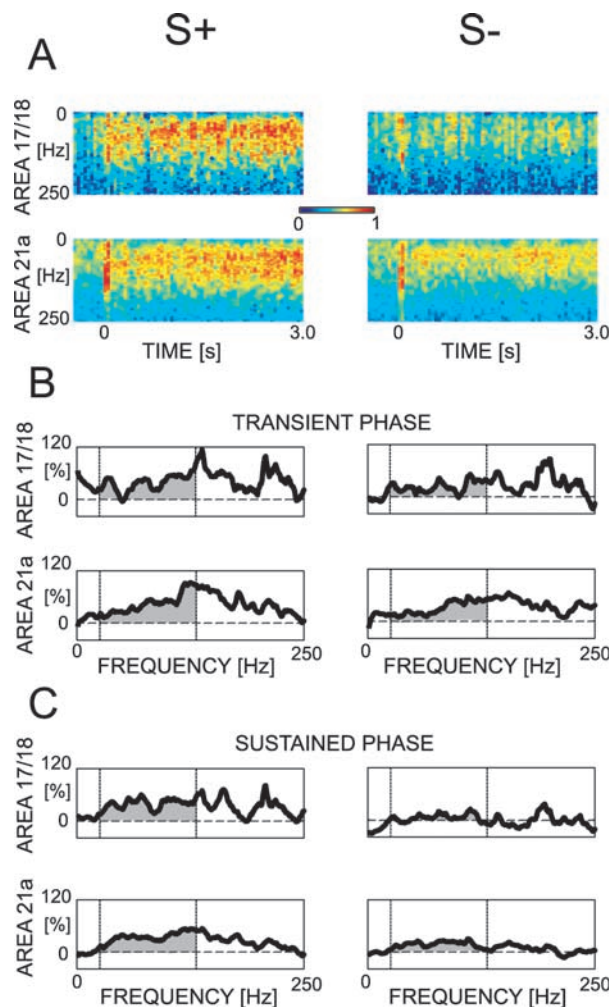 S+ S-
A
AREA 17/18
0
[Hz]
250
0 1
AREA 21a
0
[Hz]
250
0 3.0 0 3.0
TIME [s] TIME [s]
B
TRANSIENT PHASE
AREA 17/18
120
[%]
0
AREA 21a
120
[%]
0
0 250 0 250
FREQUENCY [Hz] FREQUENCY [Hz]
C
SUSTAINED PHASE
AREA 17/18
120
[%]
0
AREA 21a
120
[%]
0
0 250 0 250
FREQUENCY [Hz] FREQUENCY [Hz]